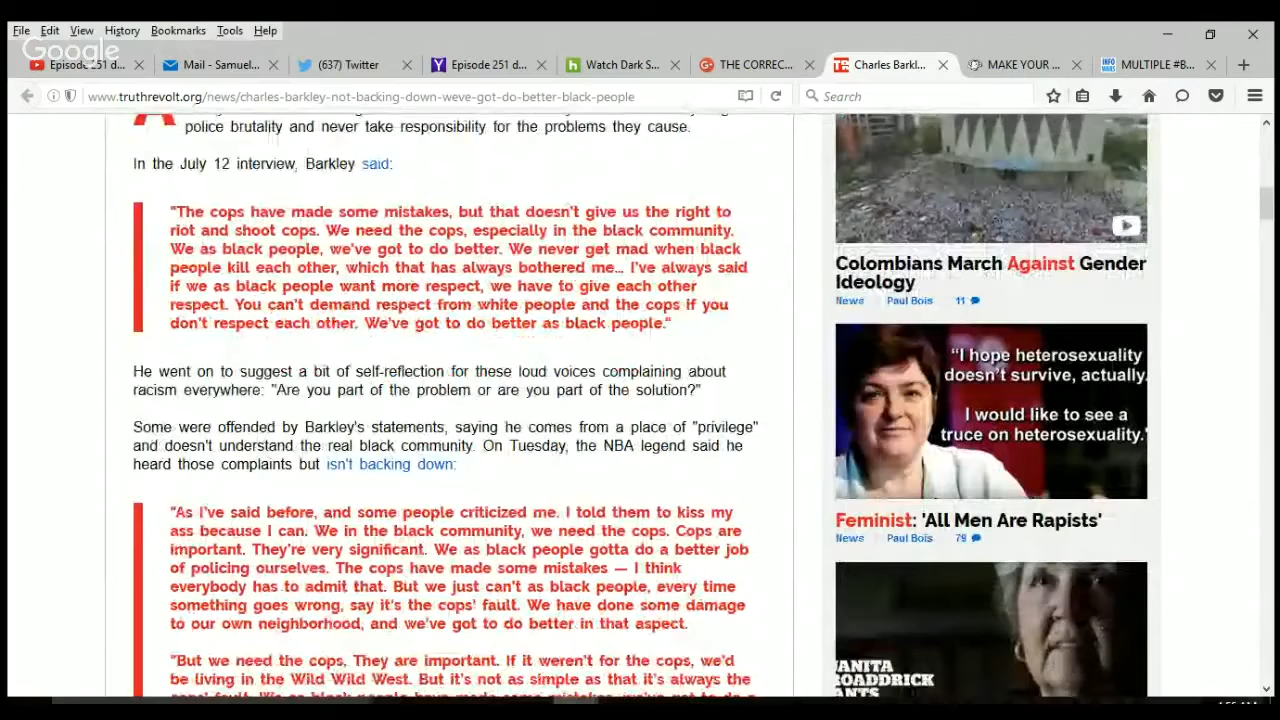 File Edit View History Bookmarks Tools Help
Google
Episode 251 d...
Mail - Samuel...
(637) Twitter
Episode 251 d...
Watch Dark S...
THE CORREC...
Charles Barkl...
MAKE YOUR ...
MULTIPLE #B...
www.truthrevolt.org/news/charles-barkley-not-backing-down-weve-got-do-better-black-people
Search
police brutality and never take responsibility for the problems they cause.
In the July 12 interview, Barkley said:
"The cops have made some mistakes, but that doesn't give us the right to
riot and shoot cops. We need the cops, especially in the black community.
We as black people, we've got to do better. We never get mad when black
people kill each other, which that has always bothered me... I've always said
if we as black people want more respect, we have to give each other
respect. You can't demand respect from white people and the cops if you
don't respect each other. We've got to do better as black people."
He went on to suggest a bit of self-reflection for these loud voices complaining about
racism everywhere: "Are you part of the problem or are you part of the solution?"
Some were offended by Barkley's statements, saying he comes from a place of "privilege"
and doesn't understand the real black community. On Tuesday, the NBA legend said he
heard those complaints but isn't backing down:
"As I've said before, and some people criticized me. I told them to kiss my
ass because I can. We in the black community, we need the cops. Cops are
important. They're very significant. We as black people gotta do a better job
of policing ourselves. The cops have made some mistakes — I think
everybody has to admit that. But we just can't as black people, every time
something goes wrong, say it's the cops' fault. We have done some damage
to our own neighborhood, and we've got to do better in that aspect.
"But we need the cops. They are important. If it weren't for the cops, we'd
be living in the Wild Wild West. But it's not as simple as that it's always the
Colombians March Against Gender
Ideology
News Paul Bois 11
"I hope heterosexuality
doesn't survive, actually.
I would like to see a
truce on heterosexuality."
Feminist: 'All Men Are Rapists'
News Paul Bois 79